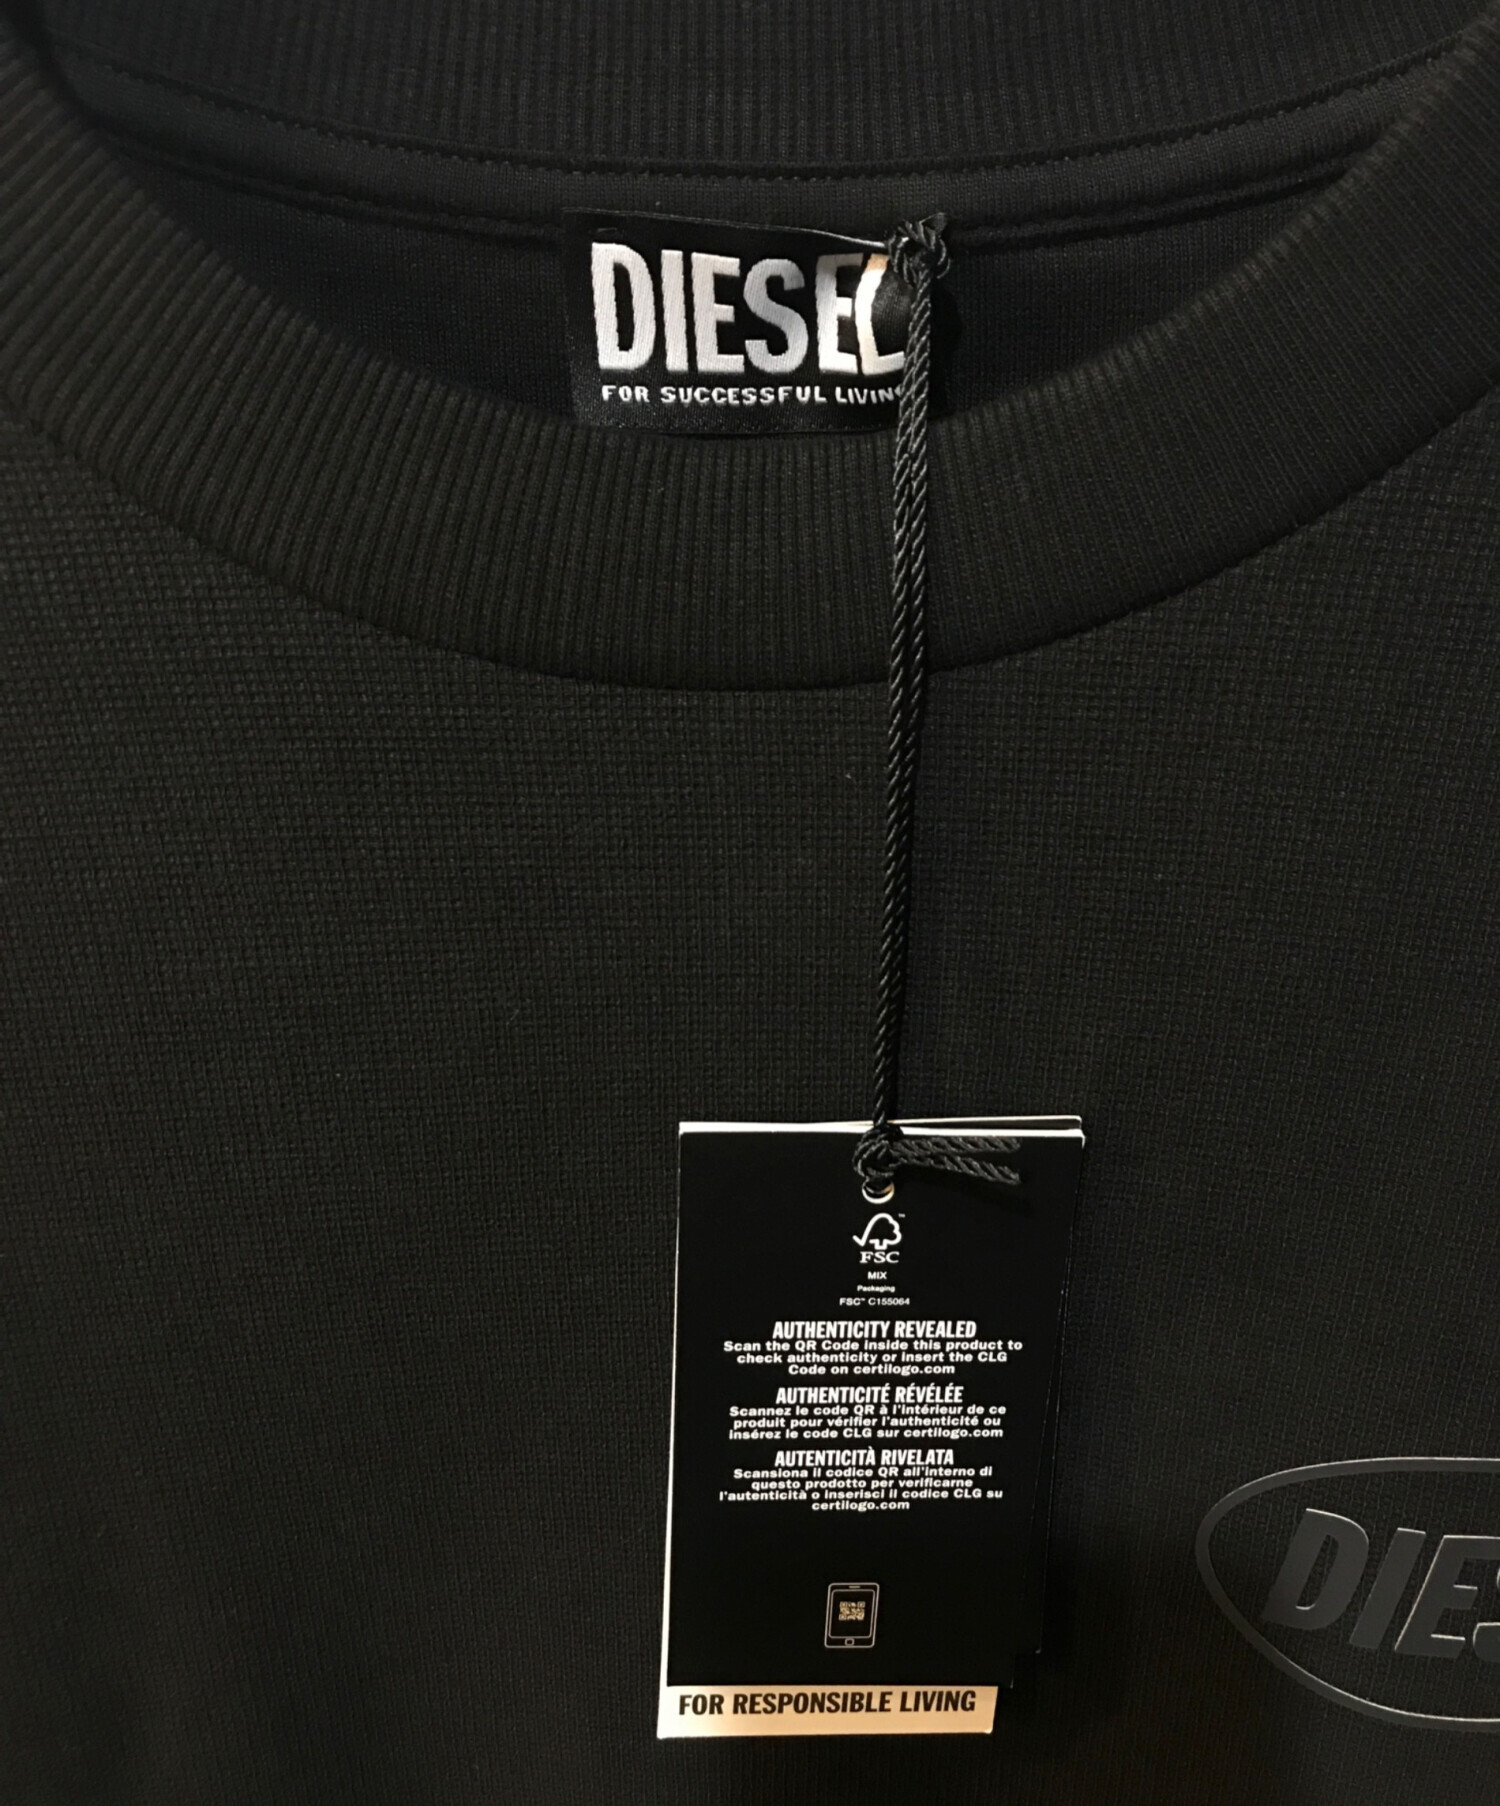 DIESEL
FOR SUCCESSFUL LIVIN
FSC™
MIX
Packaging
FSC™ C155064
AUTHENTICITY REVEALED
Scan the QR Code inside this product to
check authenticity or insert the CLG
Code on certilogo.com
AUTHENTICITÉ RÉVÉLÉE
Scannez le code QR à l'intérieur de ce
produit pour vérifier l'authenticité ou
insérez le code CLG sur certilogo.com
AUTENTICITÀ RIVELATA
Scansiona il codice QR all'interno di
questo prodotto per verificarne
l'autenticità o inserisci il codice CLG su
certilogo.com
DIES
FOR RESPONSIBLE LIVING